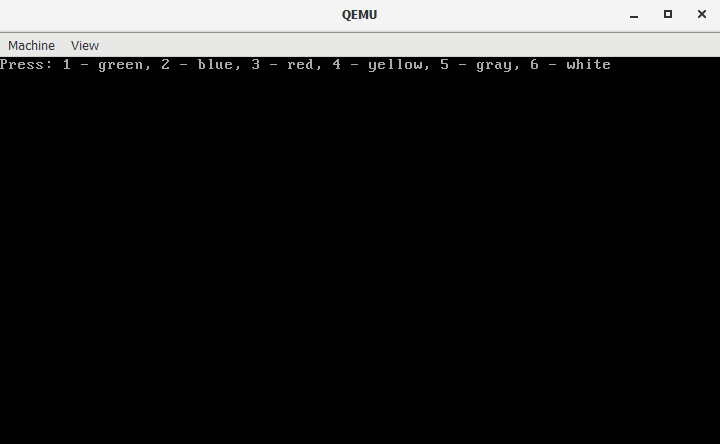 QEMU
Machine View
Press: 1 - green, 2 - blue, 3 - red, 4 - yellow, 5 - gray, 6 - white